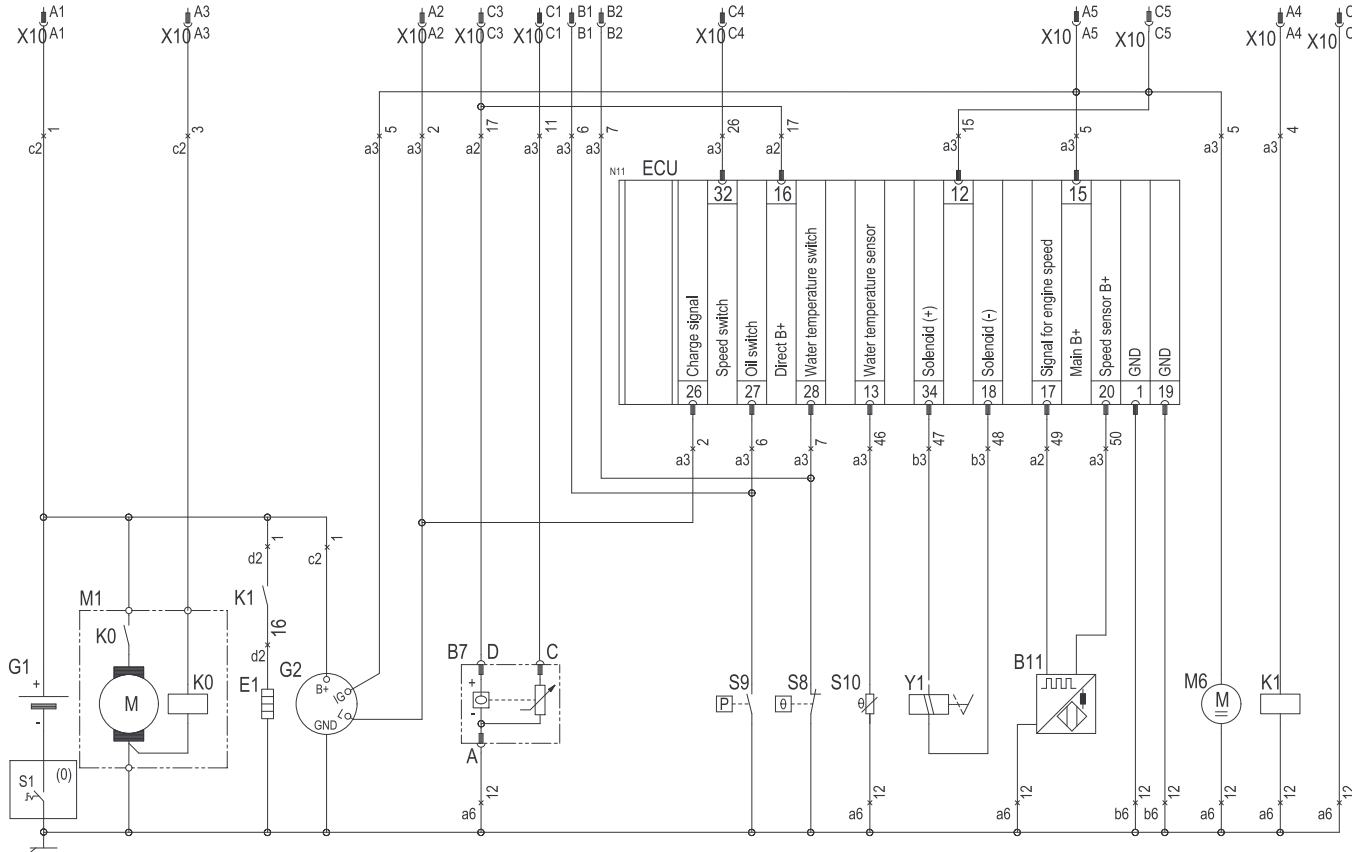 A1 A3 A2 C3 C1 B1 B2 C4 A5 C5 A4 C
X10 A1 X10 A3 X10 A2 X10 C3 X10 C1 B1 B2 X10 C4 X10 A5 X10 C5 X10 A4 X10 C
1 3 5 2 17 11 6 7 26 17 15 5 5 4
c2 c2 a3 a3 a2 a3 a3 a3 a3 a2 a3 a3 a3 a3
N11 ECU
32 16 12 15
Charge signal
Speed switch
Oil switch
Direct B+
Water temperature switch
Water temperature sensor
Solenoid (+)
Solenoid (-)
Signal for engine speed
Main B+
Speed sensor B+
GND
GND
26 27 28 13 34 18 17 20 1 19
2 6 7 46 47 48 49 50
a3 a3 a3 a3 b3 b3 a2 a3
1 1
d2 c2
K1
16
d2
M1
K0
K0
M
G1
+
-
S1
(0)
E1
G2
B+
IG
L
GND
B7 D C
+
-
A
S9
P
S8
θ
S10
θ
Y1
B11
M6
M
K1
12 12 12 12 12 12 12 12
a6 a6 a6 b6 b6 a6 a6 a6